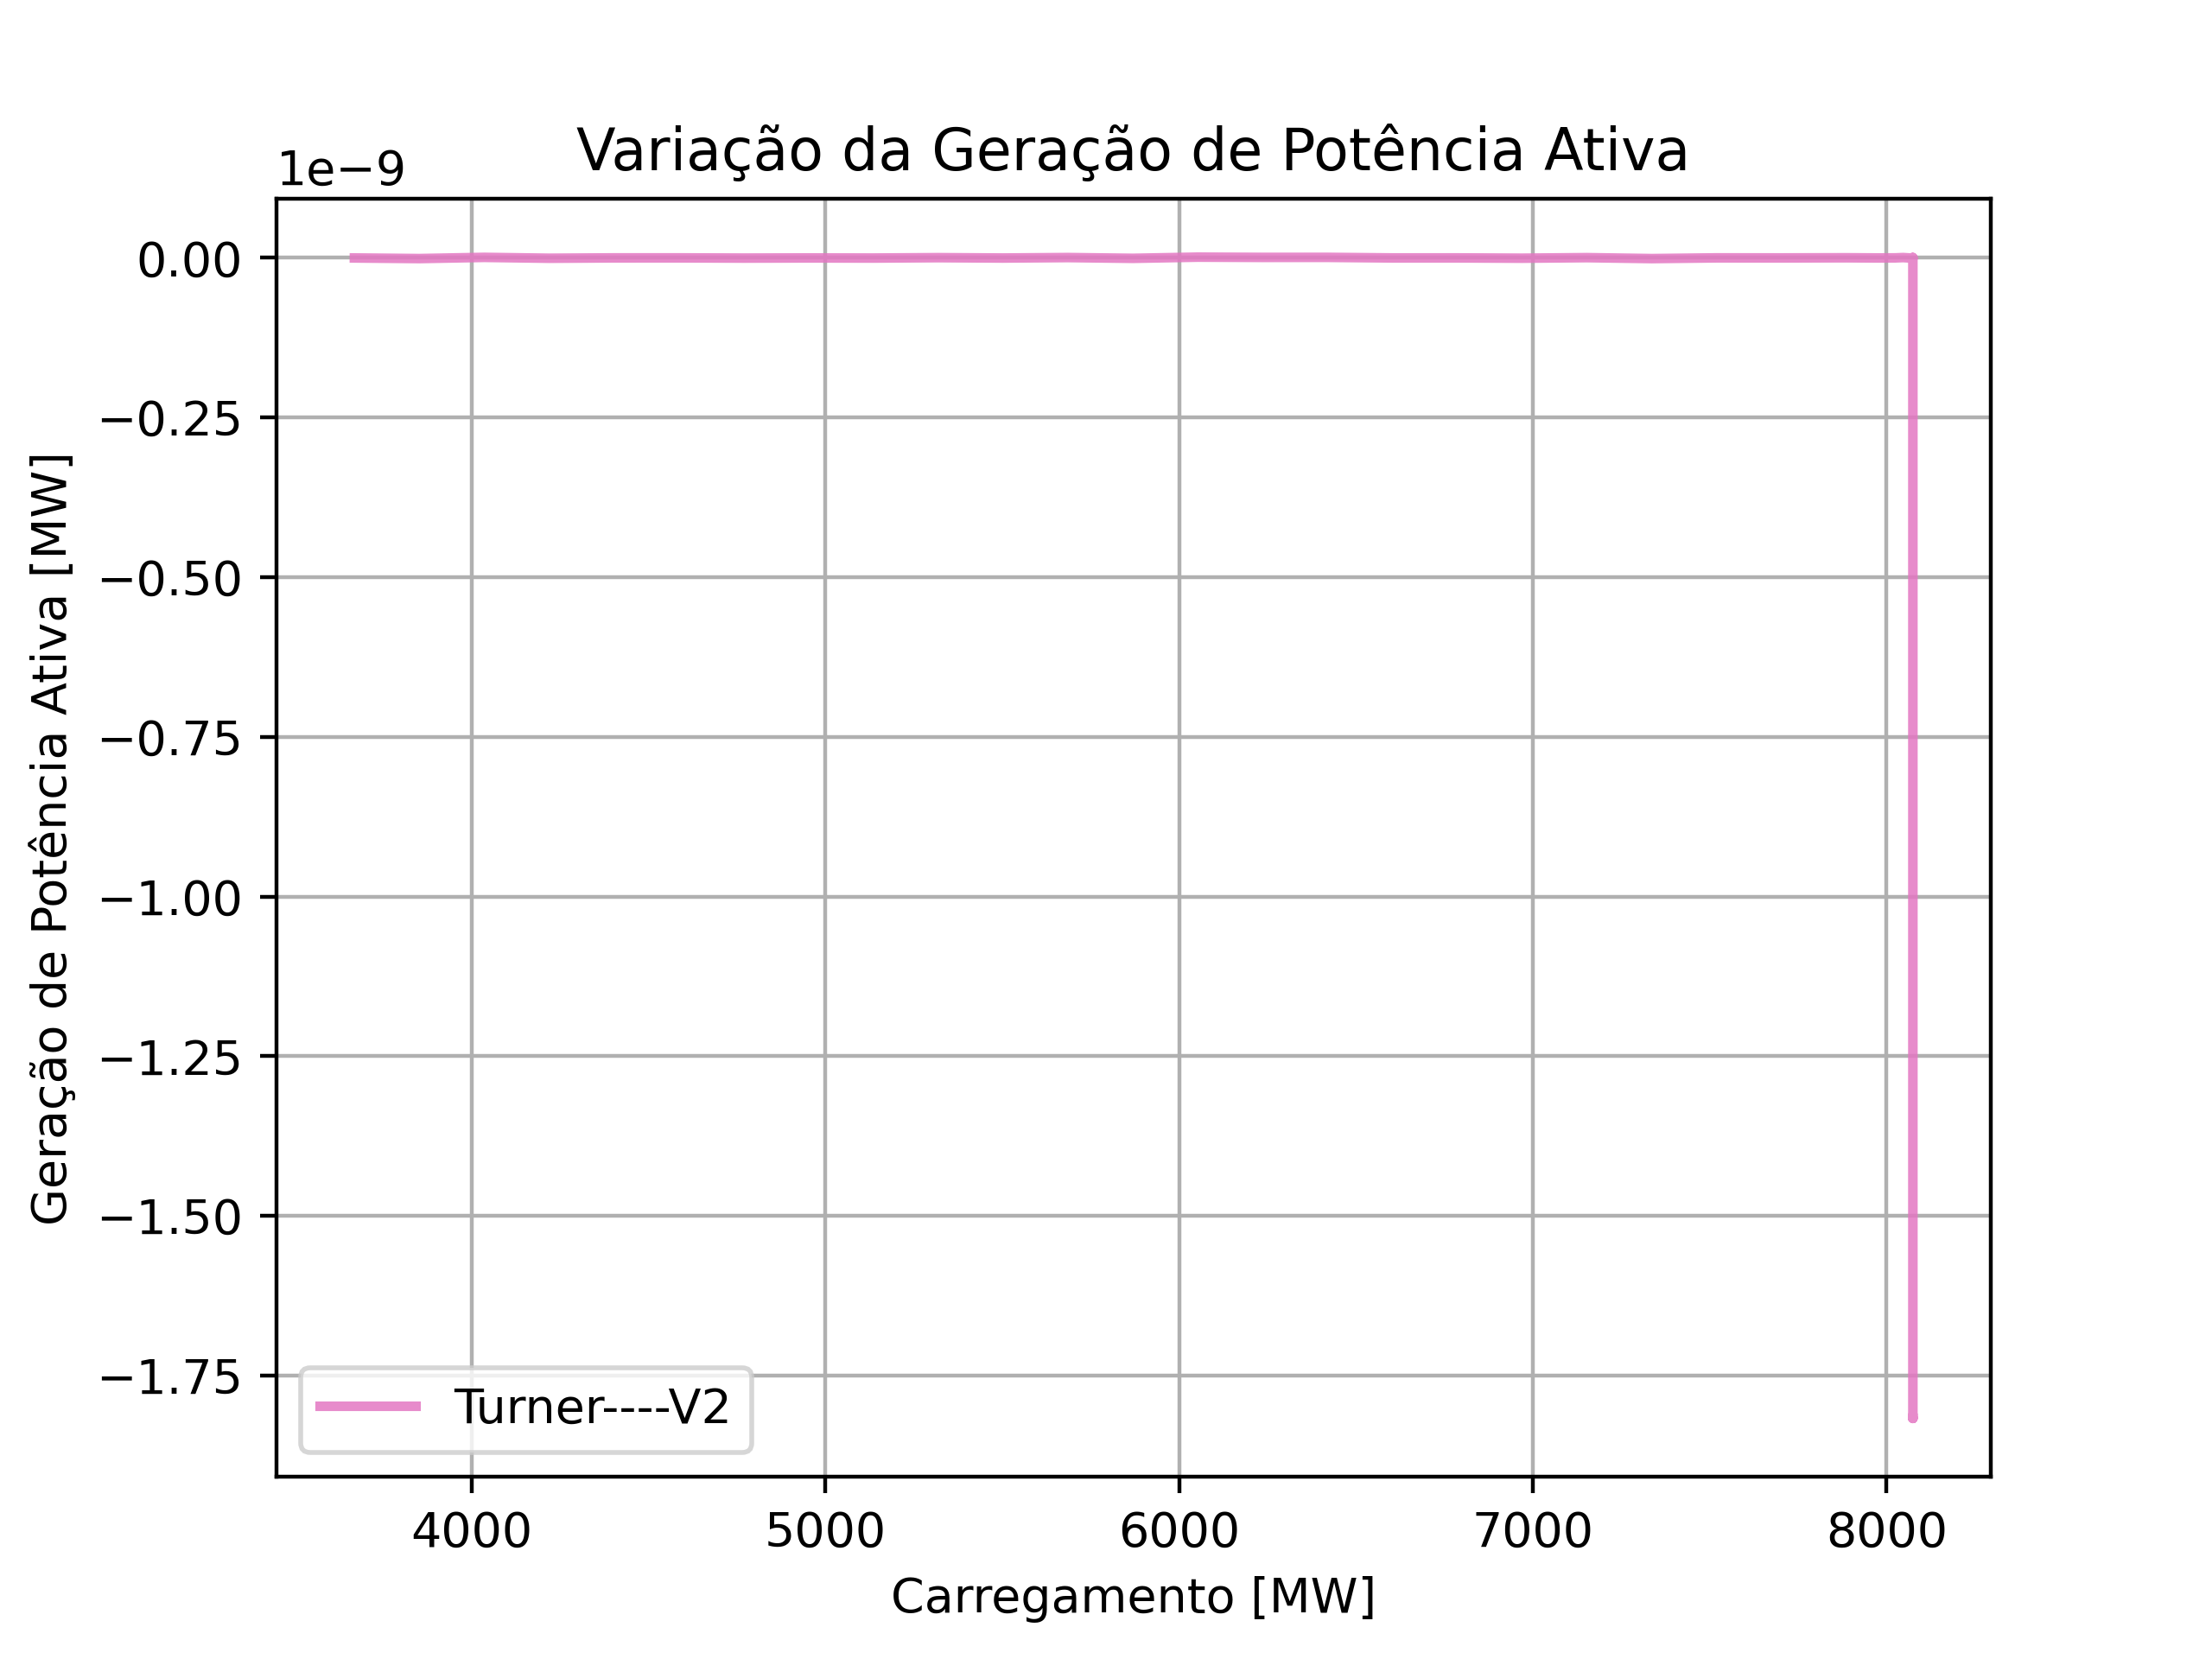 Variação da Geração de Potência Ativa
1e−9
0.00
−0.25
−0.50
−0.75
−1.00
−1.25
−1.50
−1.75
Geração de Potência Ativa [MW]
Turner----V2
4000 5000 6000 7000 8000
Carregamento [MW]